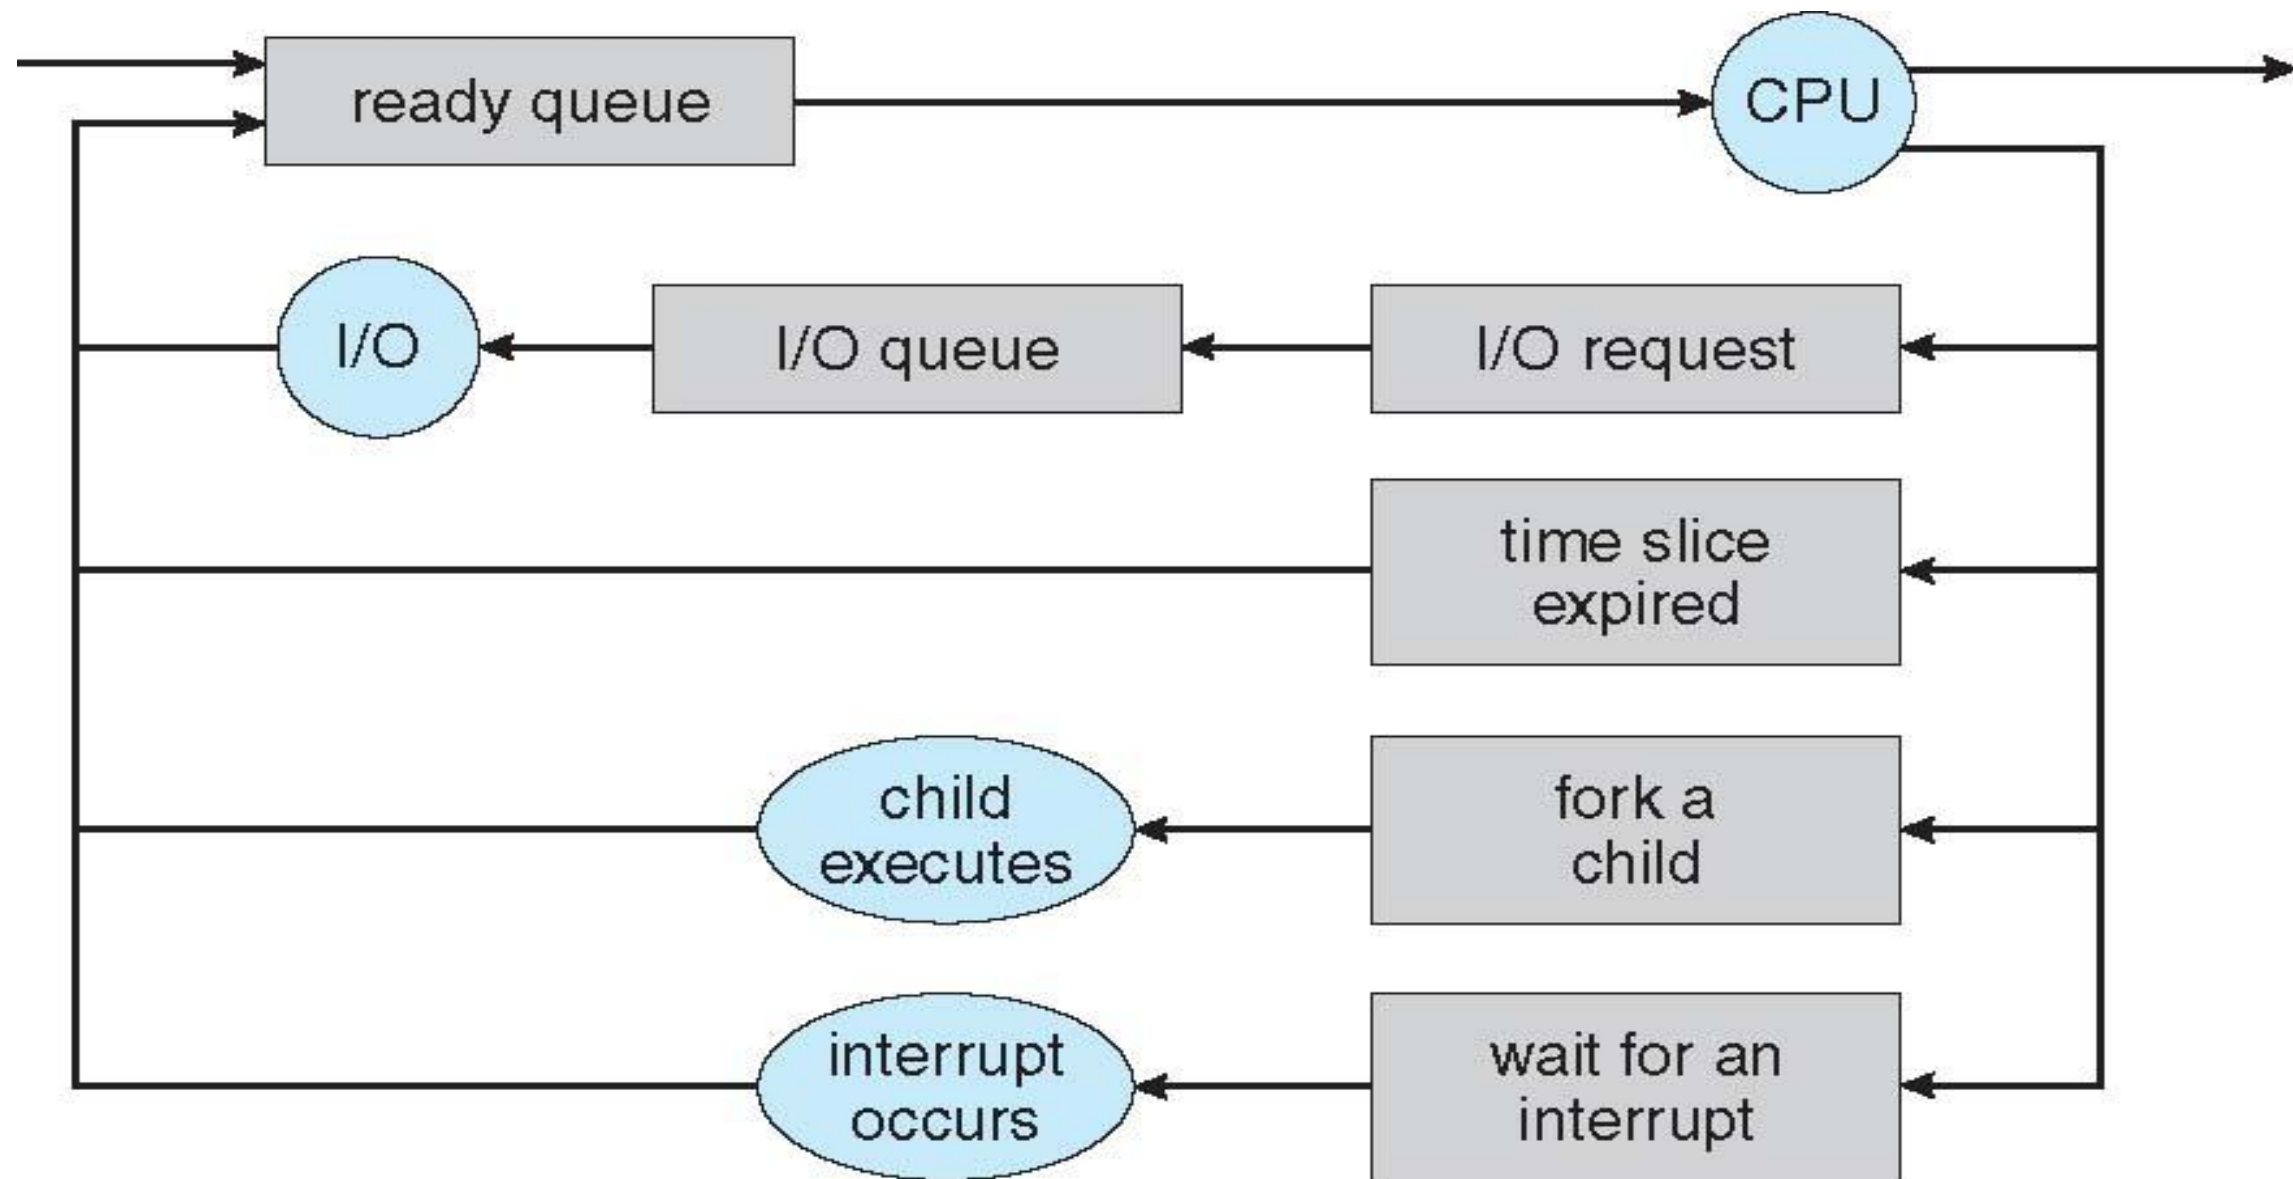 ready queue
CPU
I/O
I/O queue
I/O request
time slice
expired
child
executes
fork a
child
interrupt
occurs
wait for an
interrupt